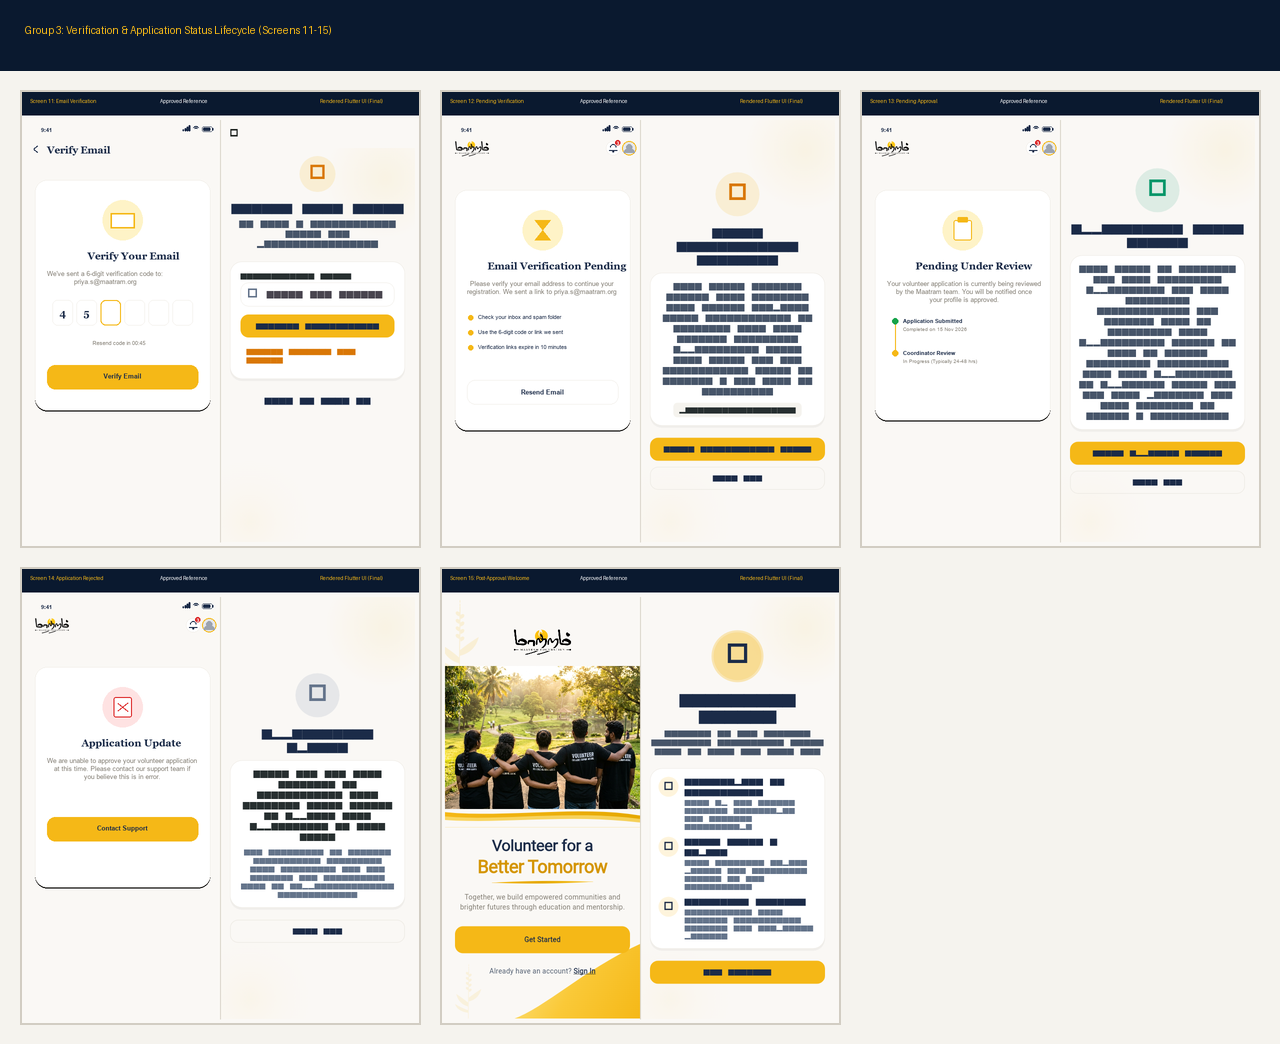 Group 3: Verification & Application Status Lifecycle (Screens 11-15)
Screen 11: Email Verification
Approved Reference
Rendered Flutter UI (Final)
9:41
Verify Email
Verify Your Email
We've sent a 6-digit verification code to:
priya.s@maatram.org
4 5
Resend code in 00:45
Verify Email
Screen 12: Pending Verification
Approved Reference
Rendered Flutter UI (Final)
9:41
மாற்றம்
Email Verification Pending
Please verify your email address to continue your
registration. We sent a link to priya.s@maatram.org
Check your inbox and spam folder
Use the 6-digit code or link we sent
Verification links expire in 10 minutes
Resend Email
Screen 13: Pending Approval
Approved Reference
Rendered Flutter UI (Final)
9:41
மாற்றம்
Pending Under Review
Your volunteer application is currently being reviewed
by the Maatram team. You will be notified once
your profile is approved.
Application Submitted
Completed on 19 Nov 2026
Coordinator Review
In Progress (Typically 24-48 hrs)
Screen 14: Application Rejected
Approved Reference
Rendered Flutter UI (Final)
9:41
மாற்றம்
Application Update
We are unable to approve your volunteer application
at this time. Please contact our support team if
you believe this is in error.
Contact Support
Screen 15: Post-Approval Welcome
Approved Reference
Rendered Flutter UI (Final)
மாற்றம்
VOLUNTEER
VOLUNTEER
Volunteer for a
Better Tomorrow
Together, we build empowered communities and
brighter futures through education and mentorship.
Get Started
Already have an account? Sign In